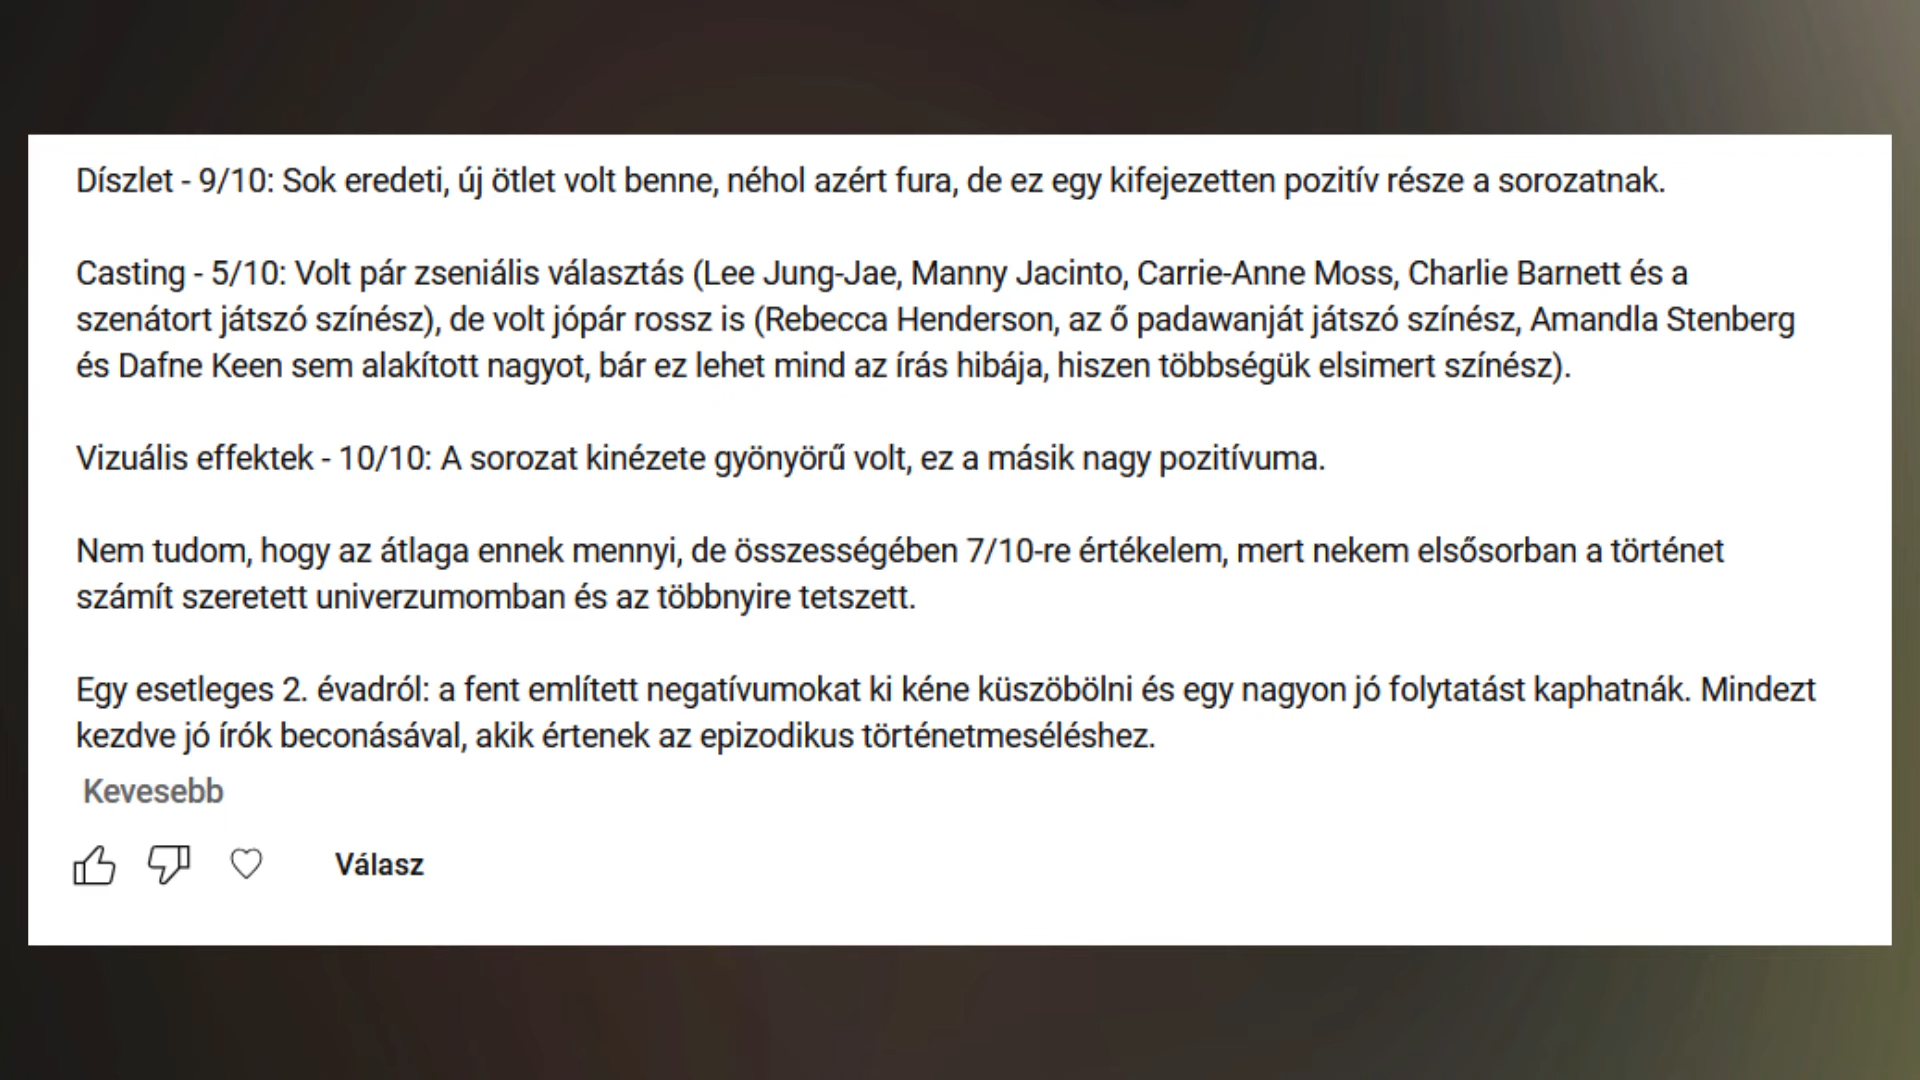 Díszlet - 9/10: Sok eredeti, új ötlet volt benne, néhol azért fura, de ez egy kifejezetten pozitív része a sorozatnak.
Casting - 5/10: Volt pár zseniális választás (Lee Jung-Jae, Manny Jacinto, Carrie-Anne Moss, Charlie Barnett és a
szenátort játszó színész), de volt jópár rossz is (Rebecca Henderson, az ő padawanját játszó színész, Amandla Stenberg
és Dafne Keen sem alakított nagyot, bár ez lehet mind az írás hibája, hiszen többségük elsimert színész).
Vizuális effektek - 10/10: A sorozat kinézete gyönyörű volt, ez a másik nagy pozitívuma.
Nem tudom, hogy az átlaga ennek mennyi, de összességében 7/10-re értékelem, mert nekem elsősorban a történet
számít szeretett univerzumomban és az többnyire tetszett.
Egy esetleges 2. évadról: a fent említett negatívumokat ki kéne küszöbölni és egy nagyon jó folytatást kaphatnák. Mindezt
kezdve jó írók beconásával, akik értenek az epizodikus történetmeséléshez.
Kevesebb
Válasz